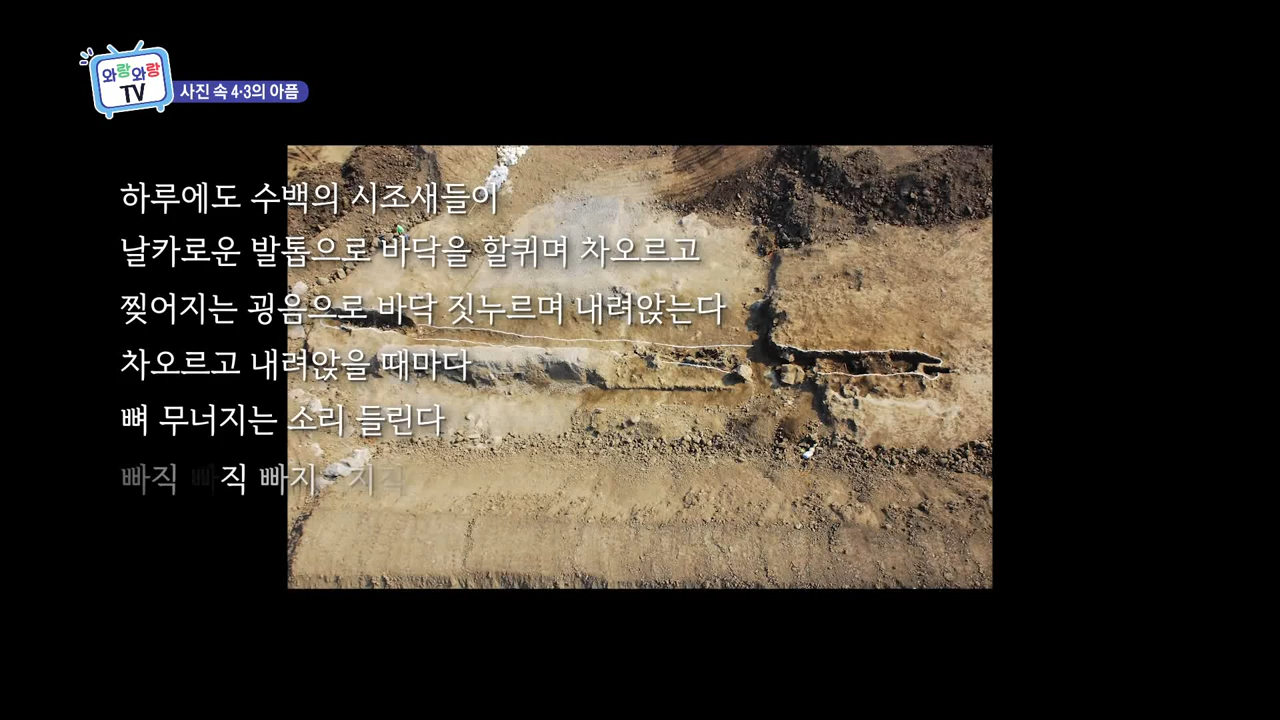 와랑와랑
TV
사진 속 4·3의 아픔
하루에도 수백의 시조새들이
날카로운 발톱으로 바닥을 할퀴며 차오르고
찢어지는 굉음으로 바닥 짓누르며 내려앉는다
차오르고 내려앉을 때마다
뼈 무너지는 소리 들린다
빠직 빠직 빠지 지직